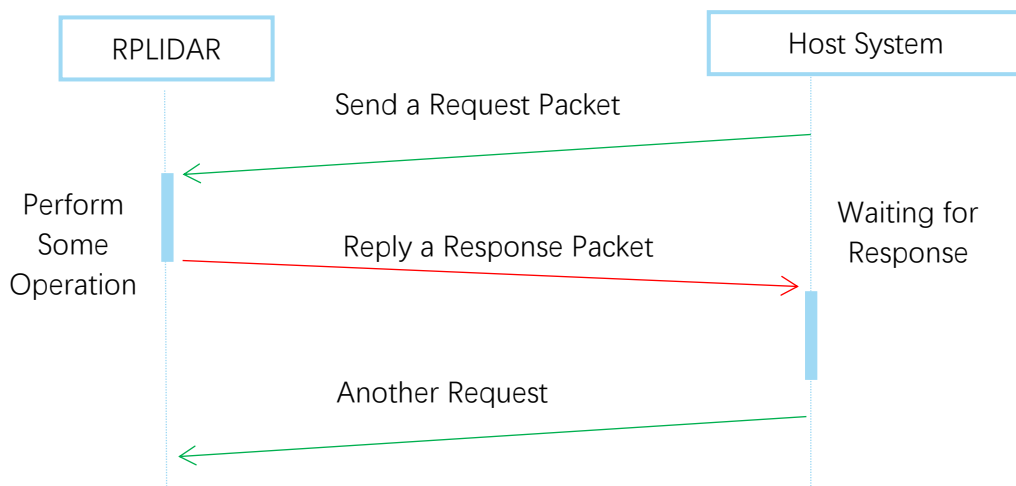 RPLIDAR
Host System
Send a Request Packet
Perform
Some
Operation
Waiting for
Response
Reply a Response Packet
Another Request